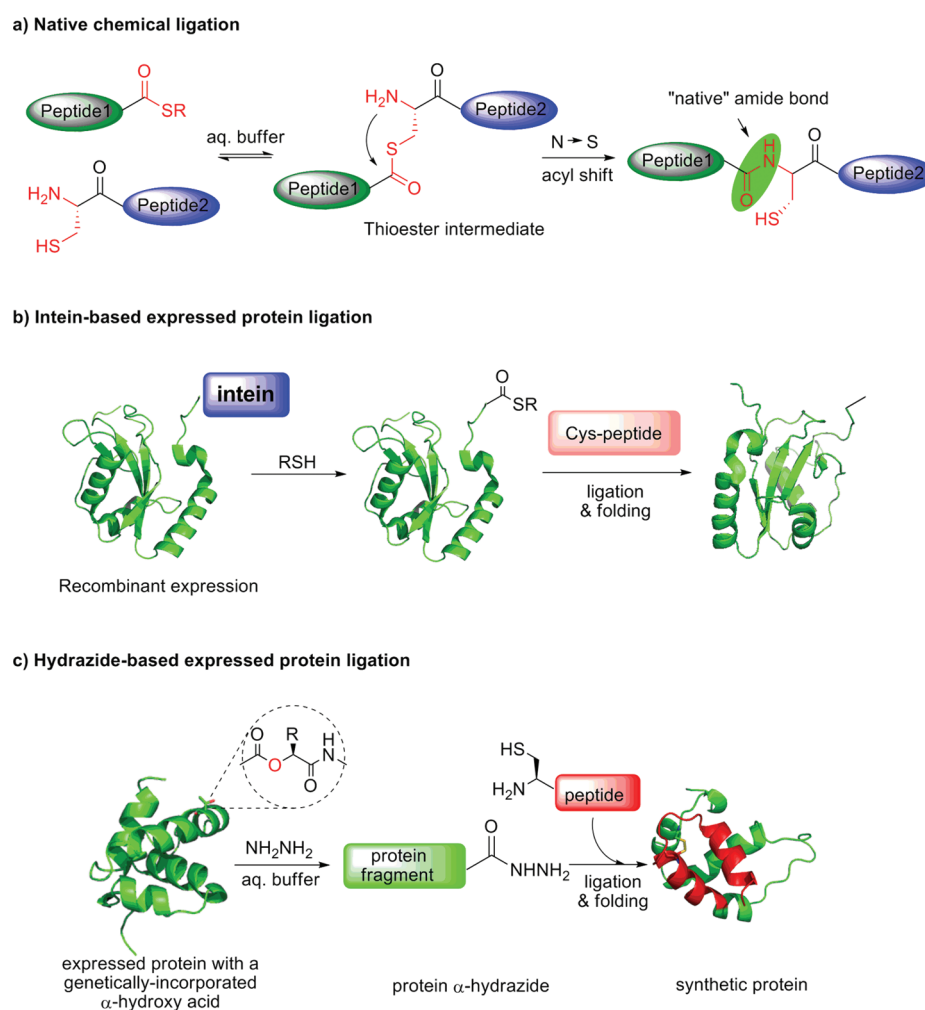 a) Native chemical ligation
O
Peptide1
SR
H2N
O
Peptide2
HS
aq. buffer
O
H2N
Peptide2
S
Peptide1
O
Thioester intermediate
N → S
acyl shift
"native" amide bond
Peptide1
H
N
O
O
Peptide2
HS
b) Intein-based expressed protein ligation
intein
RSH
O
SR
Cys-peptide
ligation
& folding
Recombinant expression
c) Hydrazide-based expressed protein ligation
O
R
H
N
O
O
NH2NH2
aq. buffer
protein
fragment
O
NHNH2
HS
H2N
peptide
ligation
& folding
expressed protein with a
genetically-incorporated
α-hydroxy acid
protein α-hydrazide
synthetic protein